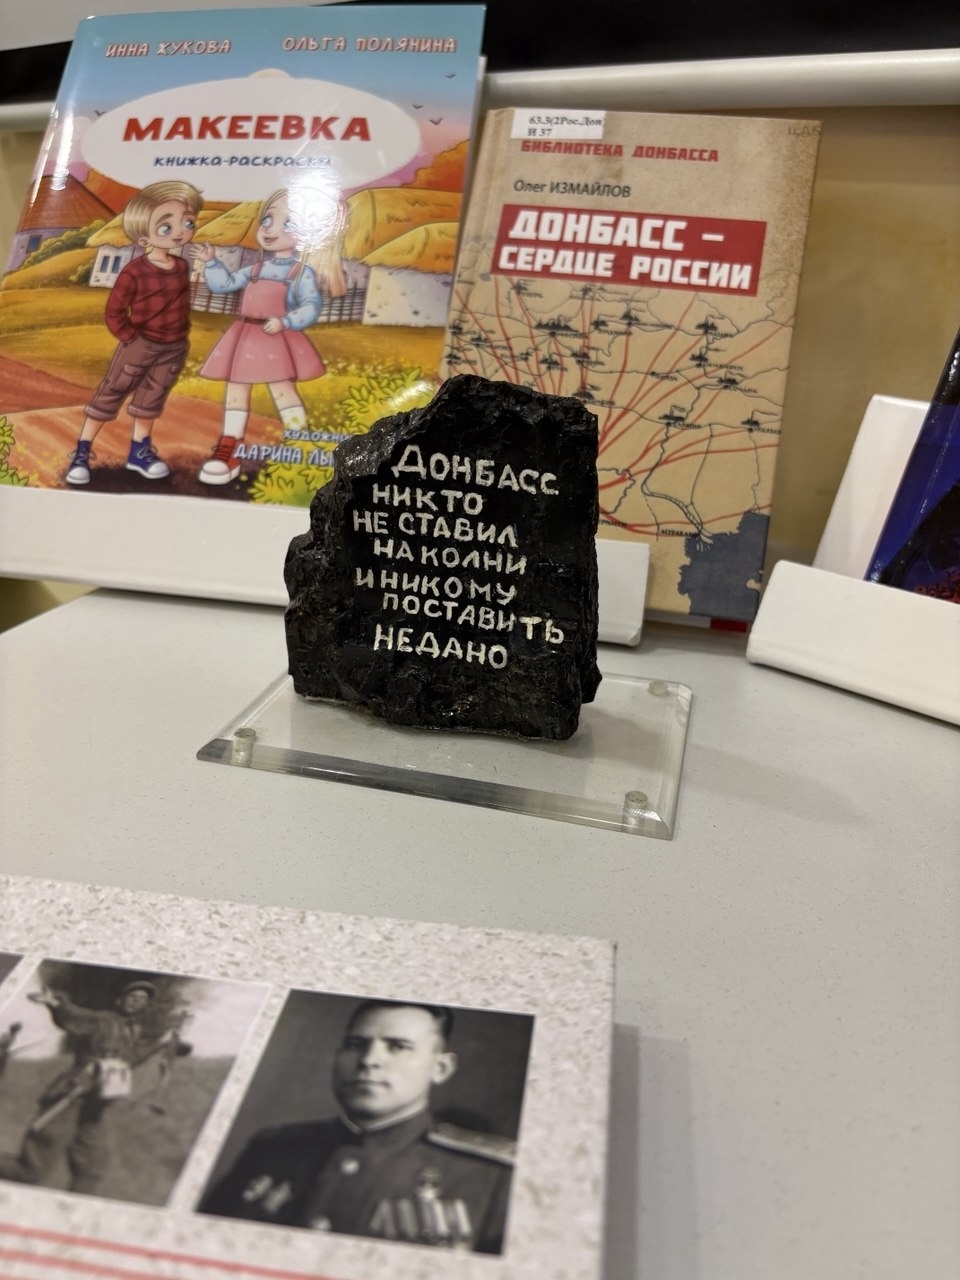 ИННА ЖУКОВА ОЛЬГА ПОЛЯНИНА
МАКЕЕВКА
КНИЖКА-РАСКРАСКА
ДАРИНА
63.3(2Рос.Дон)
И 37
БИБЛИОТЕКА ДОНБАССА
Олег ИЗМАЙЛОВ
ДОНБАСС –
СЕРДЦЕ РОССИИ
ДОНБАСС
НИКТО
НЕ СТАВИЛ
НА КОЛНИ
И НИКОМУ
ПОСТАВИТЬ
НЕДАНО